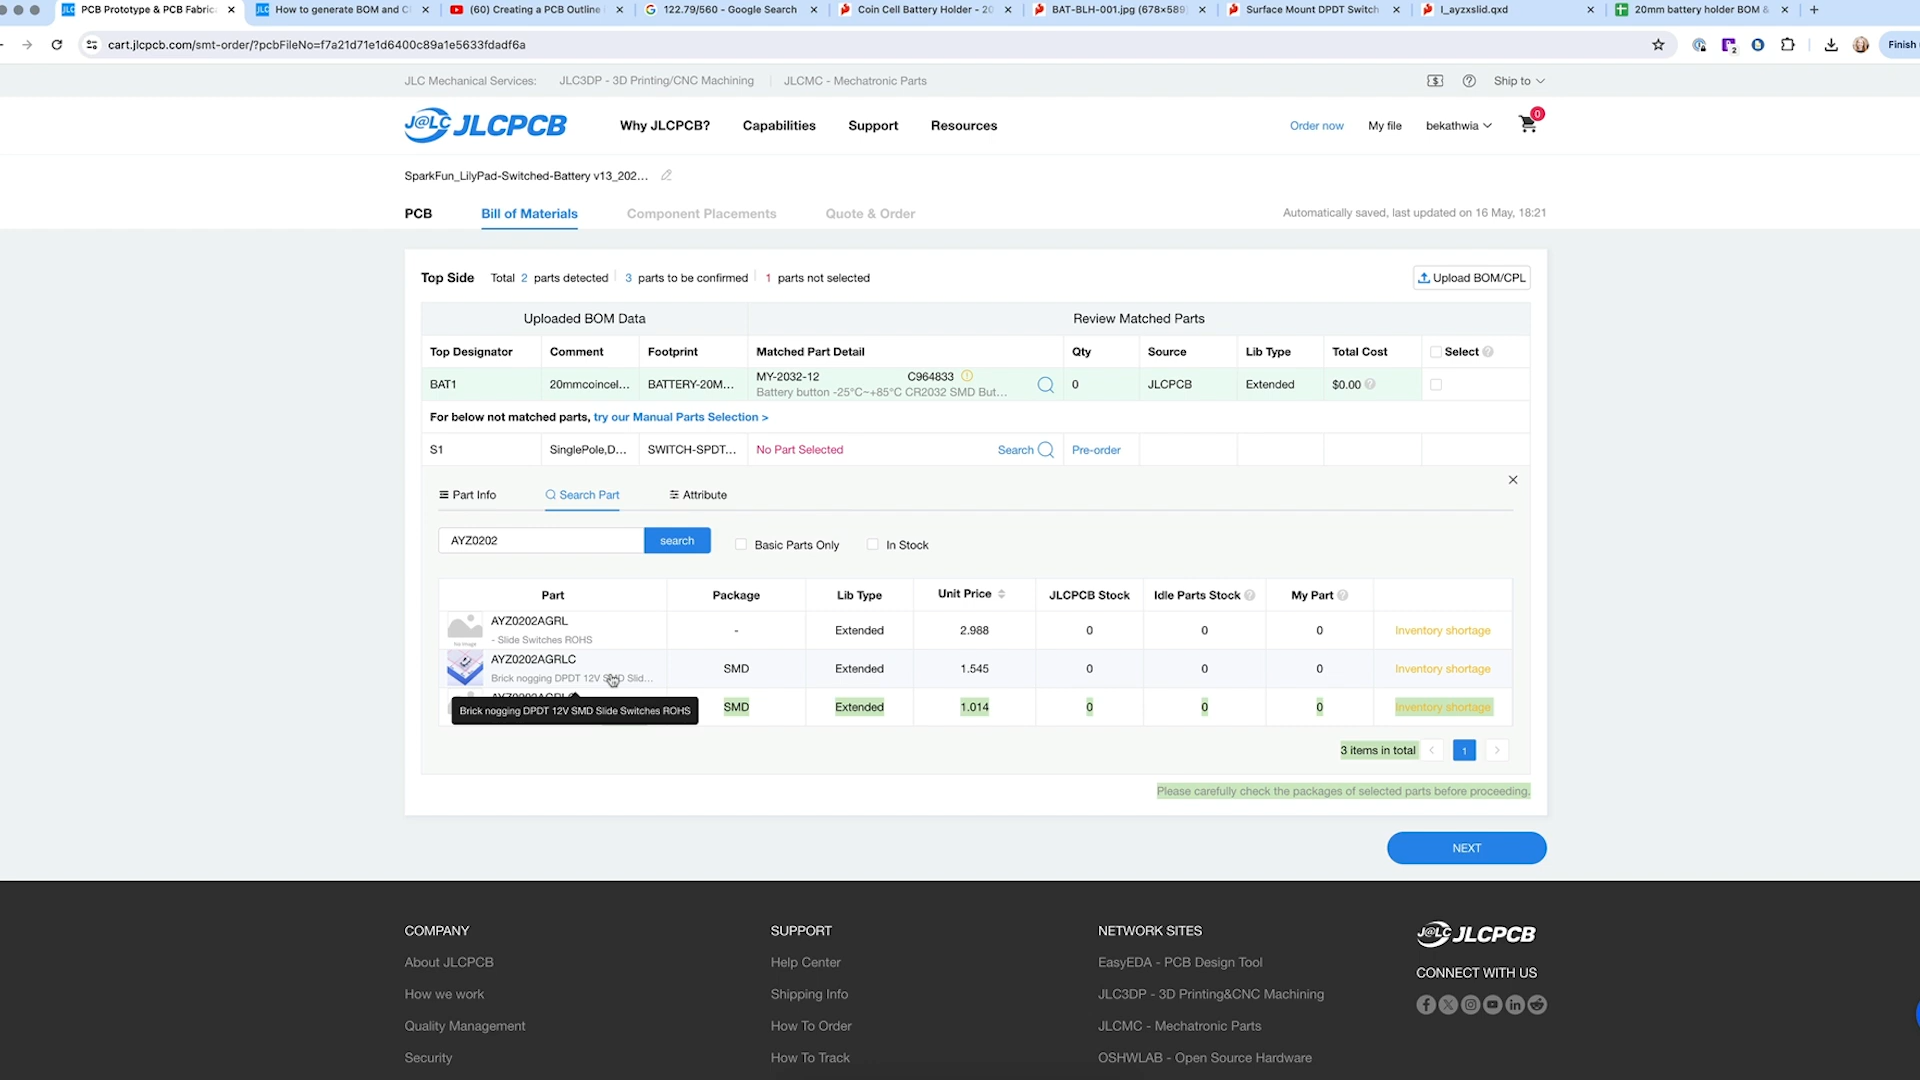 PCB Prototype & PCB Fabric
How to generate BOM and C
(60) Creating a PCB Outline
122.79/560 - Google Search
Coin Cell Battery Holder - 20
BAT-BLH-001.jpg (678×589)
Surface Mount DPDT Switch
l_ayzxslid.qxd
20mm battery holder BOM &
cart.jlcpcb.com/smt-order/?pcbFileNo=f7a21d71e1d6400c89a1e5633fdadf6a
2
Finish
JLC Mechanical Services:
JLC3DP - 3D Printing/CNC Machining
JLCMC - Mechatronic Parts
Ship to
J@LC JLCPCB
Why JLCPCB?
Capabilities
Support
Resources
Order now
My file
bekathwia
0
SparkFun_LilyPad-Switched-Battery v13_202...
PCB
Bill of Materials
Component Placements
Quote & Order
Automatically saved, last updated on 16 May, 18:21
Top Side Total 2 parts detected 3 parts to be confirmed 1 parts not selected
Upload BOM/CPL
Uploaded BOM Data
Review Matched Parts
Top Designator
Comment
Footprint
Matched Part Detail
Qty
Source
Lib Type
Total Cost
Select
BAT1
20mmcoincel...
BATTERY-20M...
MY-2032-12
C964833
Battery button -25°C~+85°C CR2032 SMD But...
0
JLCPCB
Extended
$0.00
For below not matched parts, try our Manual Parts Selection >
S1
SinglePole,D...
SWITCH-SPDT...
No Part Selected
Search
Pre-order
Part Info
Search Part
Attribute
AYZ0202
search
Basic Parts Only
In Stock
Part
Package
Lib Type
Unit Price
JLCPCB Stock
Idle Parts Stock
My Part
No Image
AYZ0202AGRL
- Slide Switches ROHS
-
Extended
2.988
0
0
0
Inventory shortage
AYZ0202AGRLC
Brick nogging DPDT 12V SMD Slid...
SMD
Extended
1.545
0
0
0
Inventory shortage
Brick nogging DPDT 12V SMD Slide Switches ROHS
SMD
Extended
1.014
0
0
0
Inventory shortage
3 items in total
1
Please carefully check the packages of selected parts before proceeding.
NEXT
COMPANY
About JLCPCB
How we work
Quality Management
Security
SUPPORT
Help Center
Shipping Info
How To Order
How To Track
NETWORK SITES
EasyEDA - PCB Design Tool
JLC3DP - 3D Printing&CNC Machining
JLCMC - Mechatronic Parts
OSHWLAB - Open Source Hardware
J@LC JLCPCB
CONNECT WITH US